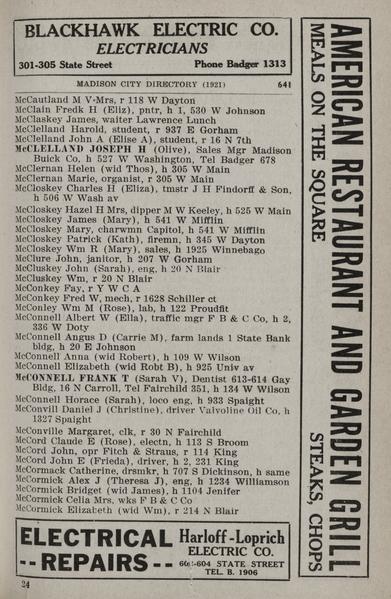 BLACKHAWK ELECTRIC CO.
ELECTRICIANS
301-305 State Street Phone Badger 1313
MADISON CITY DIRECTORY (1921) 641
McCautland M V-Mrs, r 118 W Dayton
McClain Fredk H (Eliz), pntr, h 1, 530 W Johnson
McClaskey James, waiter Lawrence Lunch
McClelland Harold, student, r 937 E Gorham
McClelland John A (Elise A), student, r 16 N 7th
McCLELLAND JOSEPH H (Olive), Sales Mgr Madison
Buick Co, h 527 W Washington, Tel Badger 678
McClernan Helen (wid Thos), h 305 W Main
McClernan Marie, organist, r 305 W Main
McCloskey Charles H (Eliza), tmstr J H Findorff & Son,
h 506 W Wash av
McCloskey Hazel H Mrs, dipper M W Keeley, h 525 W Main
McCloskey James (Mary), h 541 W Mifflin
McCloskey Mary, charwmn Capitol, h 541 W Mifflin
McCloskey Patrick (Kath), firemn, h 345 W Dayton
McCloskey Wm R (Mary), sales, h 1925 Winnebago
McClure John, janitor, h 207 W Gorham
McCluskey John (Sarah), eng, h 20 N Blair
McCluskey Wm, r 20 N Blair
McConkey Fay, r Y W C A
McConkey Fred W, mech, r 1628 Schiller ct
McConley Wm M (Rose), lab, h 122 Proudfit
McConnell Albert W (Ella), traffic mgr F B & C Co, h 2,
336 W Doty
McConnell Angus D (Carrie M), farm lands 1 State Bank
bldg, h 20 E Johnson
McConnell Anna (wid Robert), h 109 W Wilson
McConnell Elizabeth (wid Robt B), h 925 Univ av
McCONNELL FRANK T (Sarah V), Dentist 613-614 Gay
Bldg, 16 N Carroll, Tel Fairchild 351, h 134 W Wilson
McConnell Horace (Sarah), loco eng, h 933 Spaight
McConvill Daniel J (Christine), driver Valvoline Oil Co, h
1327 Spaight
McConville Margaret, clk, r 30 N Fairchild
McCord Claude E (Rose), electn, h 113 S Broom
McCord John, opr Fitch & Straus, r 114 King
McCord John E (Frieda), driver, h 2, 231 King
McCormack Catherine, drsmkr, h 707 S Dickinson, h same
McCormick Alex J (Theresa J), eng, h 1234 Williamson
McCormick Bridget (wid James), h 1104 Jenifer
McCormick Celia Mrs, wks F B & C Co
McCormick Elizabeth (wid Wm), r 214 N Blair
ELECTRICAL
-- REPAIRS --
Harloff-Loprich
ELECTRIC CO.
602-604 STATE STREET
TEL. B. 1906
24
AMERICAN RESTAURANT AND GARDEN GRILL
MEALS ON THE SQUARE STEAKS, CHOPS